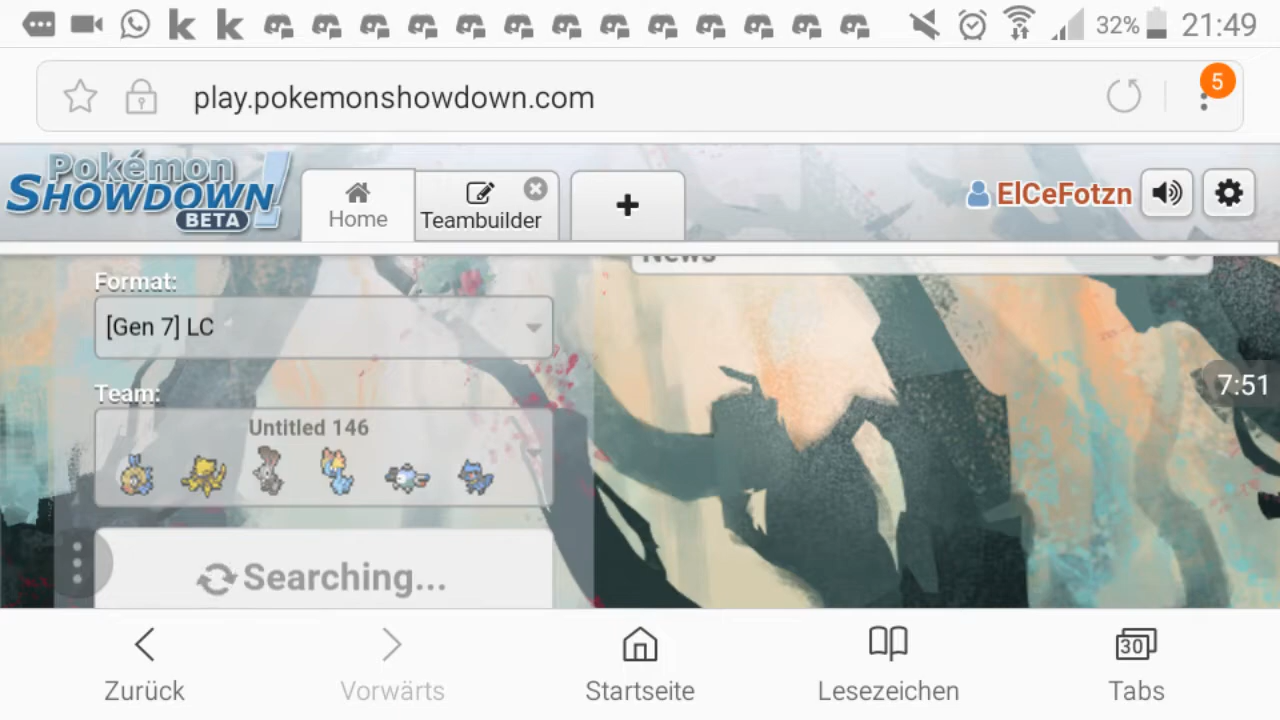 32% 21:49
play.pokemonshowdown.com
5
Pokémon
SHOWDOWN!
BETA
Home
Teambuilder
+
ElCeFotzn
News
Format:
[Gen 7] LC
7:51
Team:
Untitled 146
Searching...
30
Zurück
Vorwärts
Startseite
Lesezeichen
Tabs